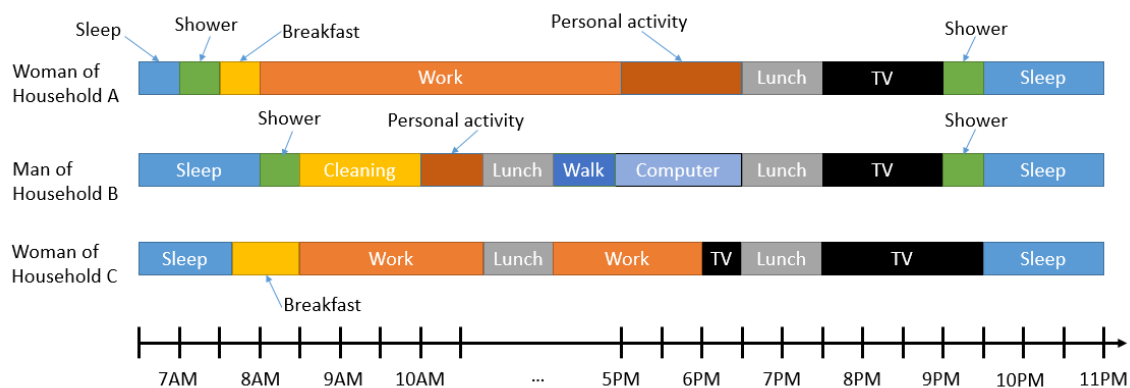 Sleep
Shower
Breakfast
Personal activity
Shower
Woman of
Household A
Work
Lunch
TV
Sleep
Shower
Personal activity
Shower
Man of
Household B
Sleep
Cleaning
Lunch
Walk
Computer
Lunch
TV
Sleep
Woman of
Household C
Sleep
Work
Lunch
Work
TV
Lunch
TV
Sleep
Breakfast
7AM 8AM 9AM 10AM ... 5PM 6PM 7PM 8PM 9PM 10PM 11PM